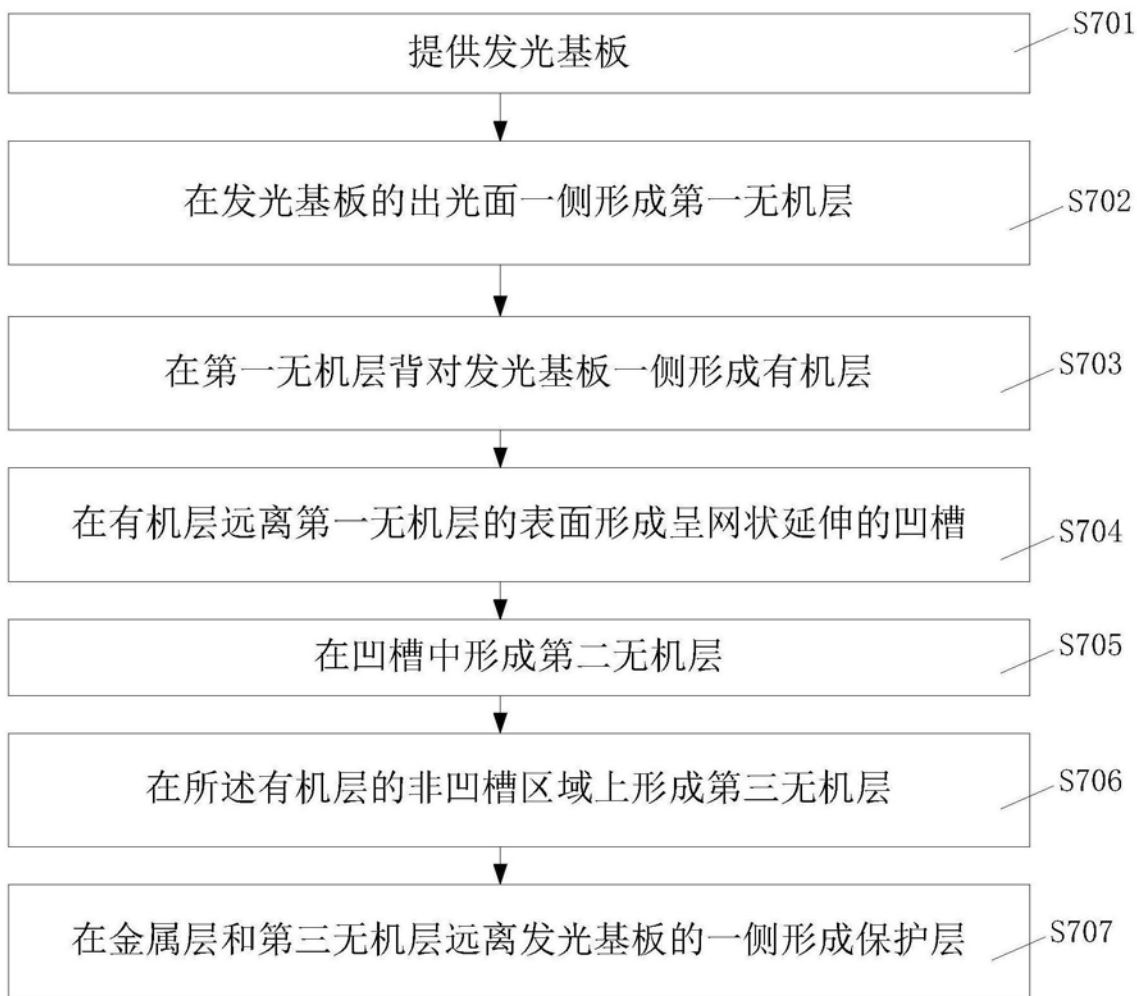 提供发光基板
S701
在发光基板的出光面一侧形成第一无机层
S702
在第一无机层背对发光基板一侧形成有机层
S703
在有机层远离第一无机层的表面形成呈网状延伸的凹槽
S704
在凹槽中形成第二无机层
S705
在所述有机层的非凹槽区域上形成第三无机层
S706
在金属层和第三无机层远离发光基板的一侧形成保护层
S707